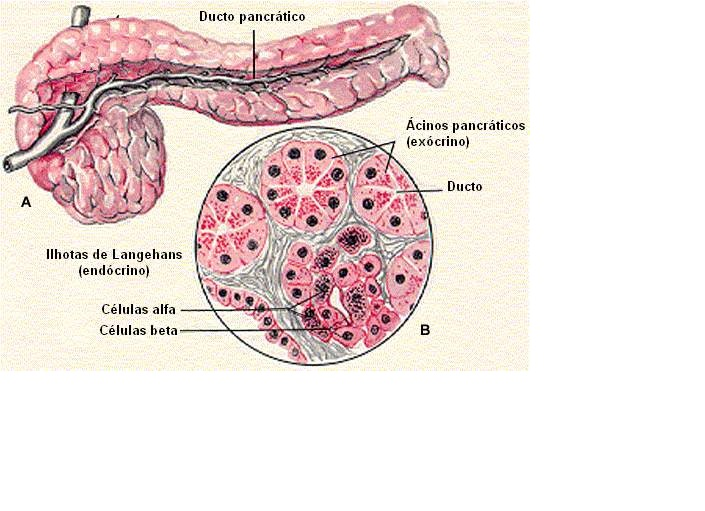 Ducto pancrático
Ácinos pancráticos
(exócrino)
Ducto
A
Ilhotas de Langehans
(endócrino)
Células alfa
Células beta
B